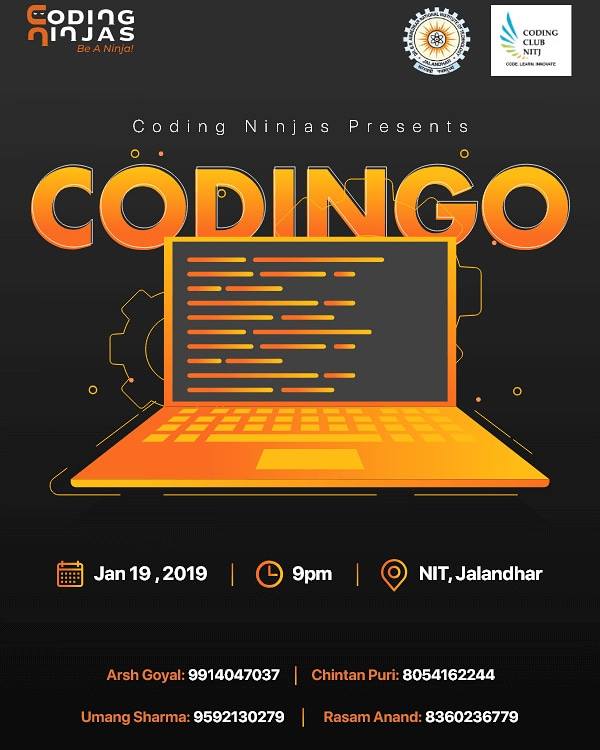 CODING
NINJAS
Be A Ninja!
JALANDHAR
CODING
CLUB
NITJ
CODE. LEARN. INNOVATE
Coding Ninjas Presents
CODINGO
Jan 19 , 2019 | 9pm | NIT, Jalandhar
Arsh Goyal: 9914047037 | Chintan Puri: 8054162244
Umang Sharma: 9592130279 | Rasam Anand: 8360236779